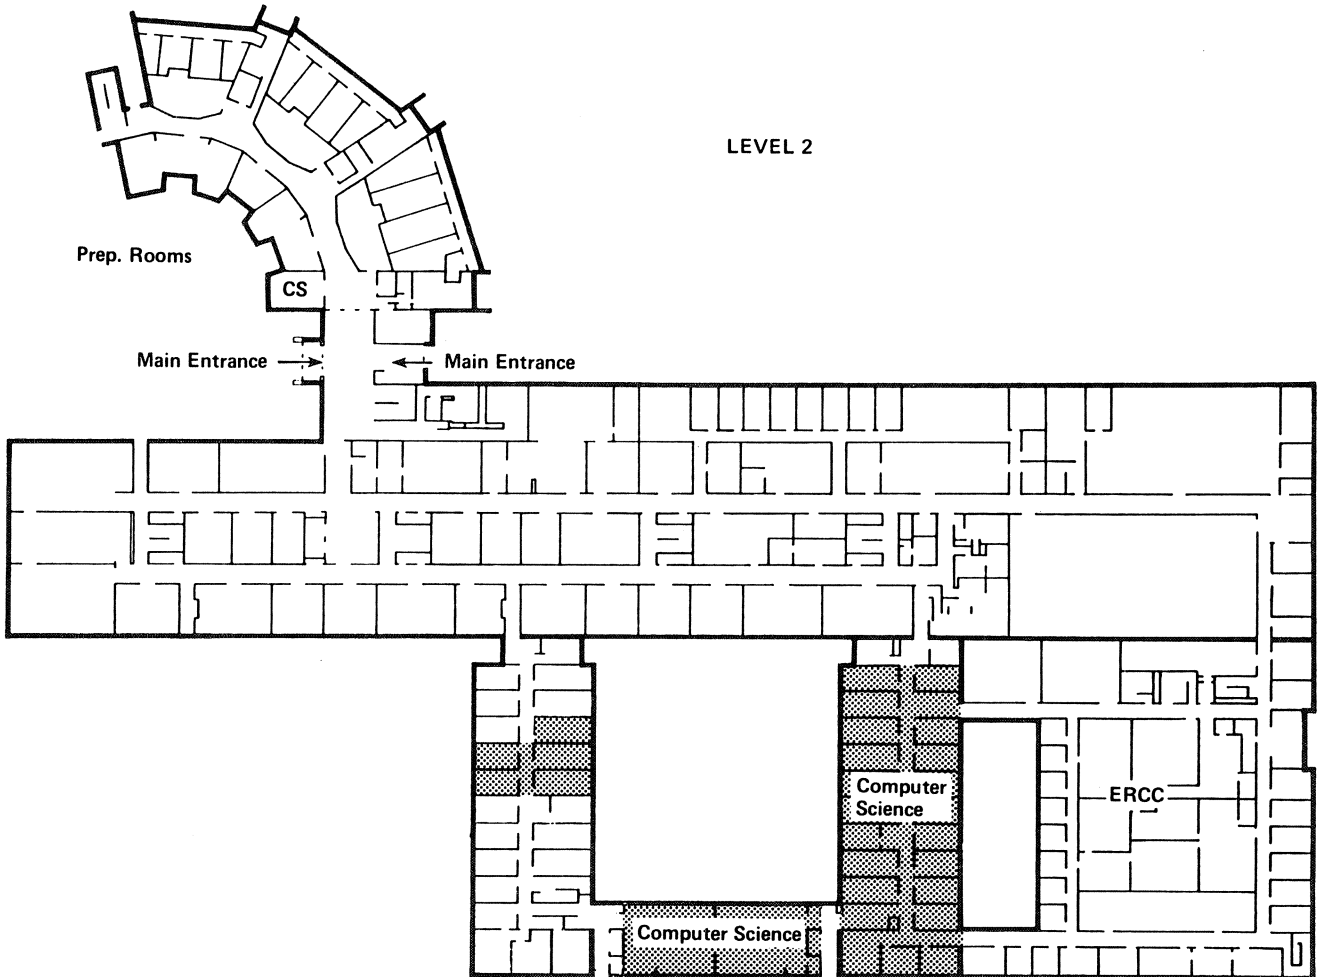 LEVEL 2
Prep. Rooms
CS
Main Entrance
Main Entrance
Computer
Science
ERCC
Computer Science